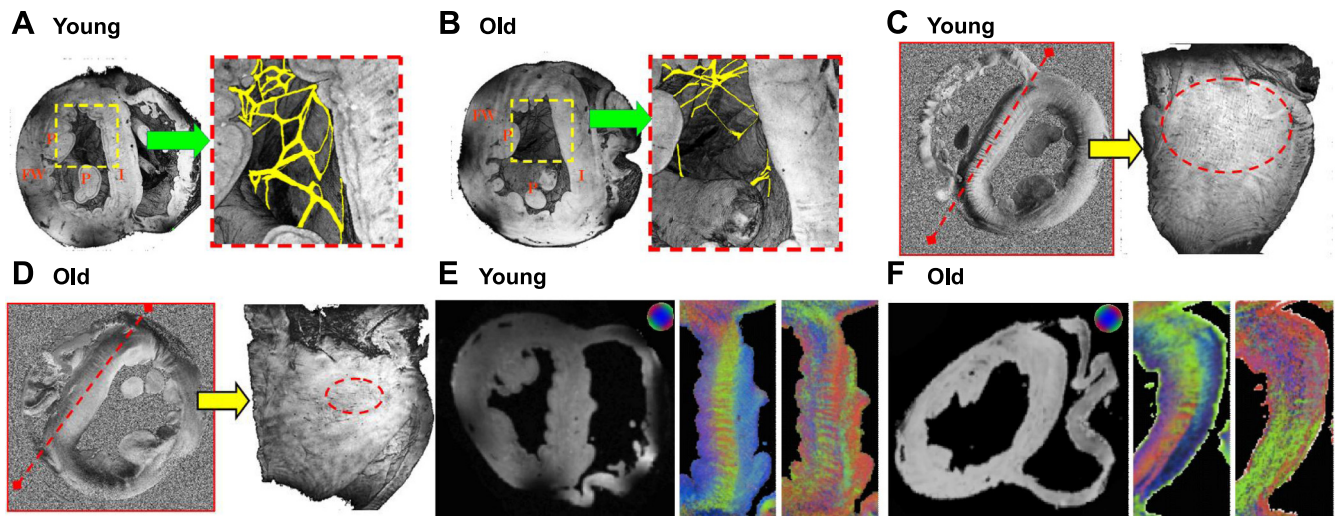 A Young
B Old
C Young
P
FW
P
I
FW
P
P
I
D Old
E Young
F Old